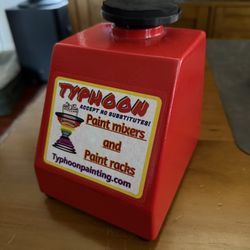 TYPHOON
ACCEPT NO SUBSTITUTES!
Paint mixers
and
Paint racks
Typhoonpainting.com